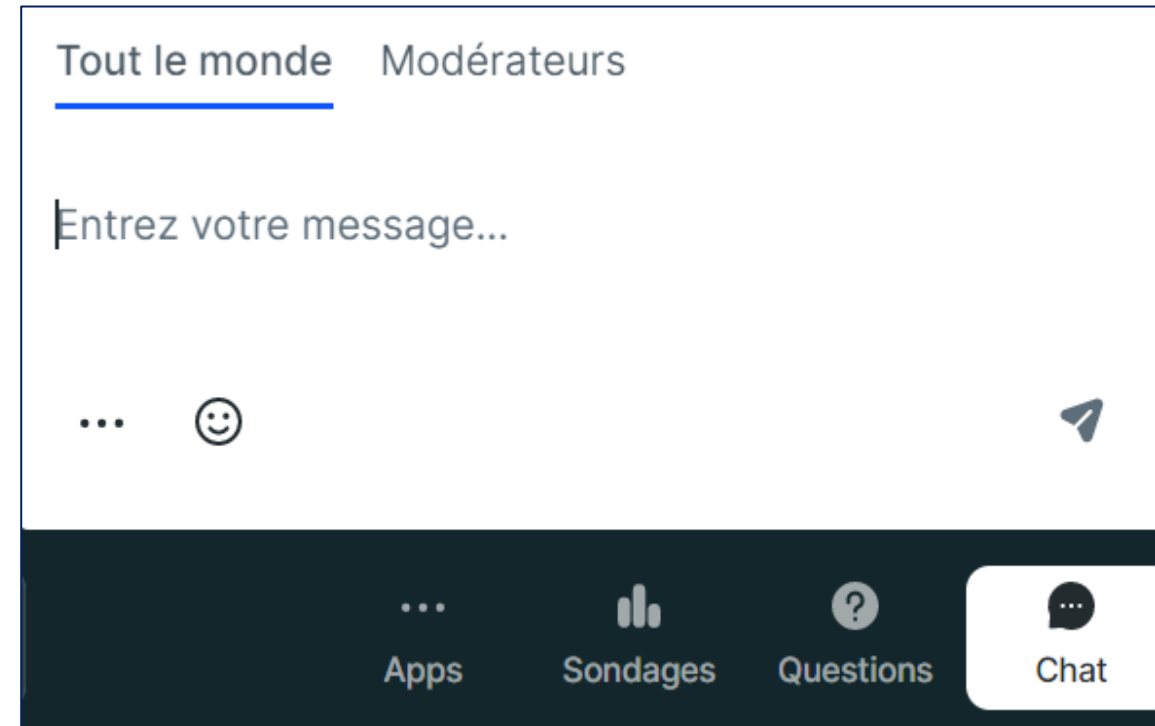 Tout le monde Modérateurs
Entrez votre message...
Apps Sondages Questions Chat